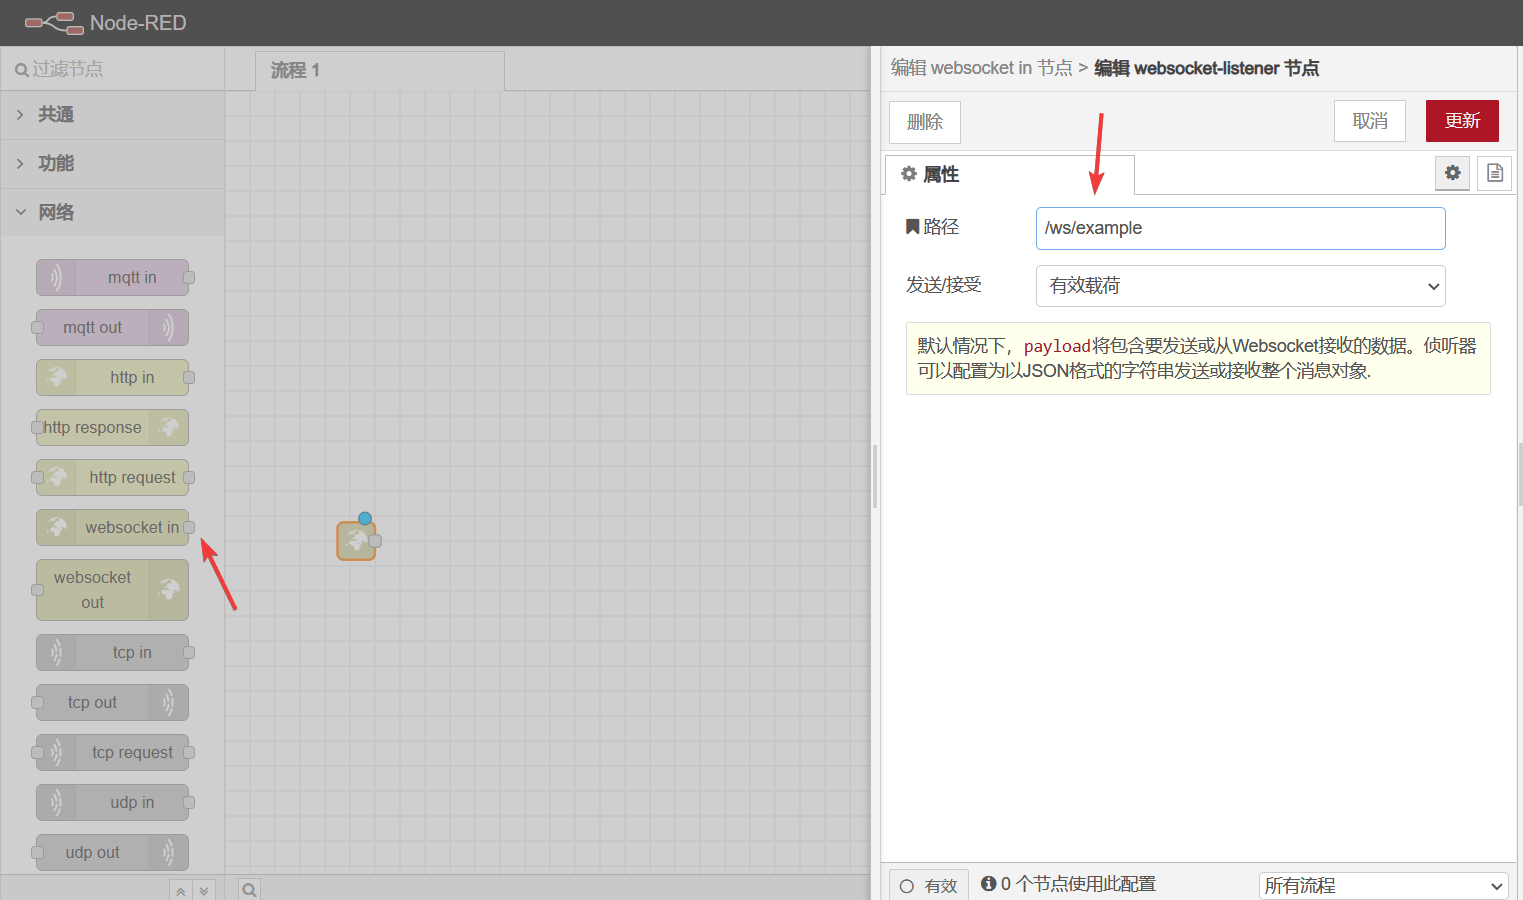 Node-RED
过滤节点
流程 1
编辑 websocket in 节点 > 编辑 websocket-listener 节点
共通
功能
网络
mqtt in
mqtt out
http in
http response
http request
websocket in
websocket
out
tcp in
tcp out
tcp request
udp in
udp out
删除
取消
更新
属性
路径
/ws/example
发送/接受
有效载荷
默认情况下，payload将包含要发送或从Websocket接收的数据。侦听器
可以配置为以JSON格式的字符串发送或接收整个消息对象.
有效
0 个节点使用此配置
所有流程